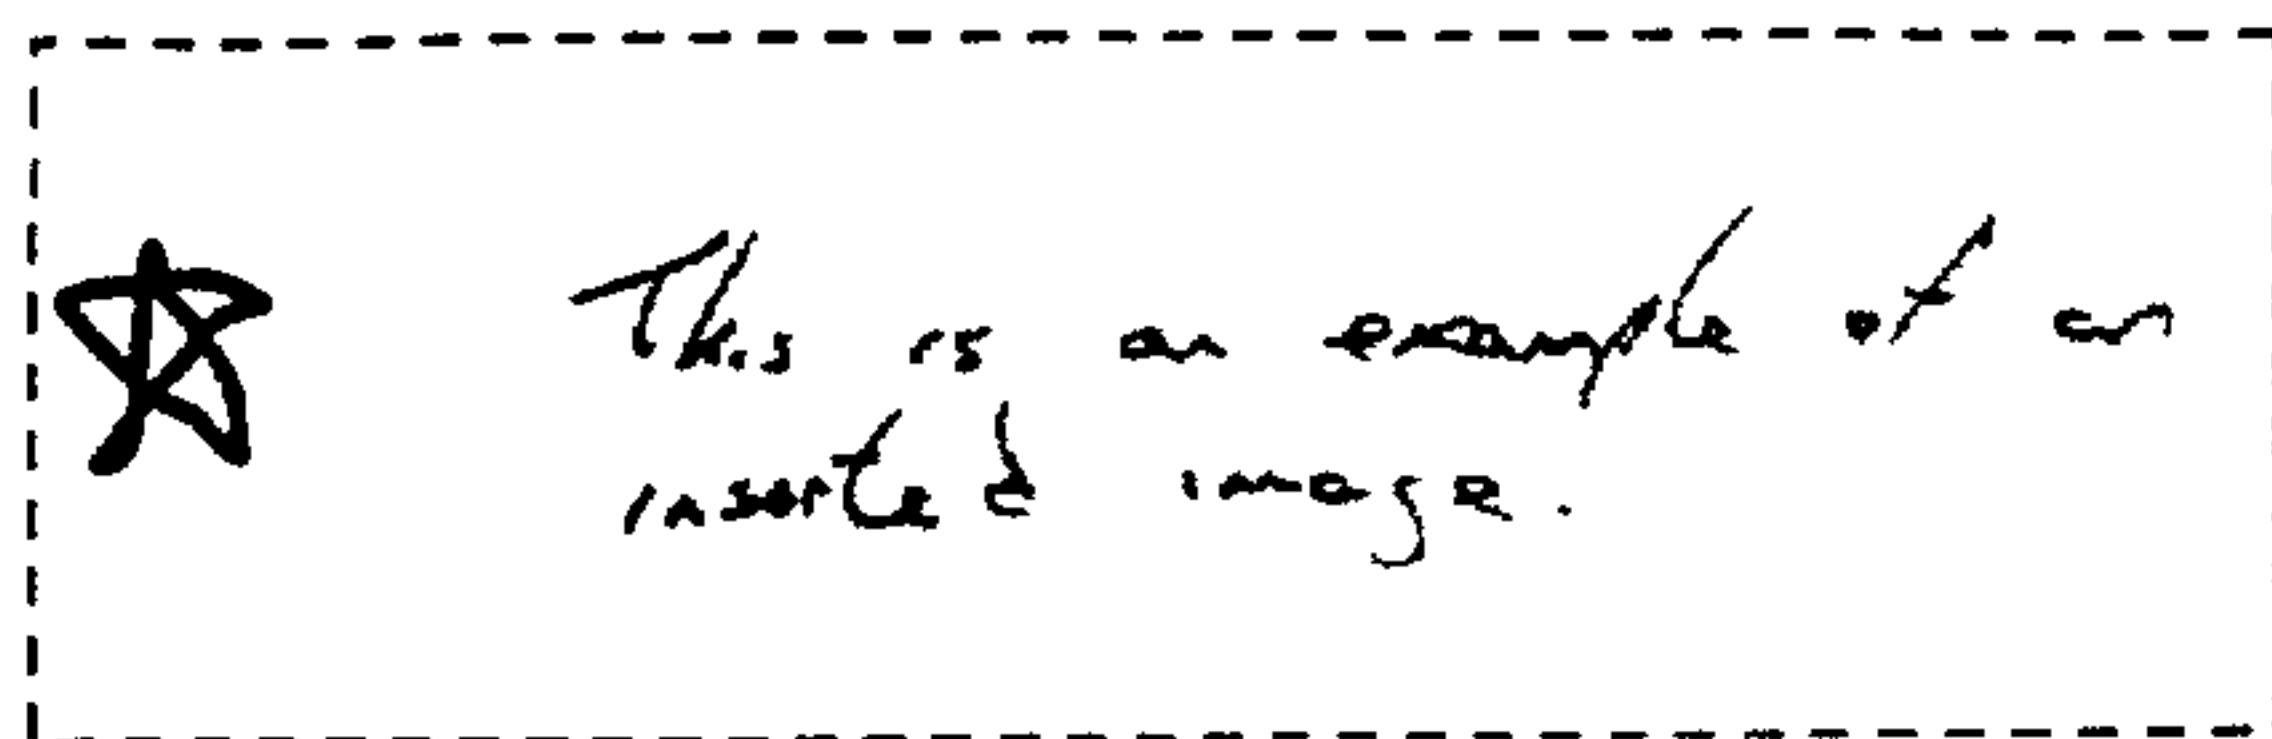 This is an example of an
inserted image.